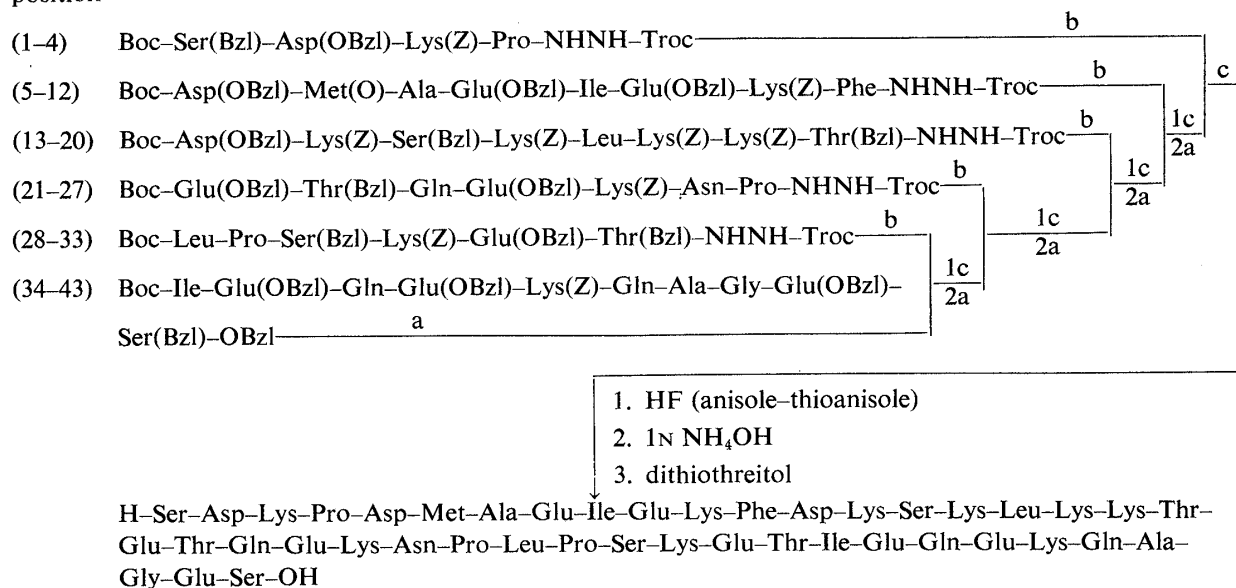 position
(1–4) Boc–Ser(Bzl)–Asp(OBzl)–Lys(Z)–Pro–NHNH–Troc b
(5–12) Boc–Asp(OBzl)–Met(O)–Ala–Glu(OBzl)–Ile–Glu(OBzl)–Lys(Z)–Phe–NHNH–Troc b c
(13–20) Boc–Asp(OBzl)–Lys(Z)–Ser(Bzl)–Lys(Z)–Leu–Lys(Z)–Lys(Z)–Thr(Bzl)–NHNH–Troc b 1c 2a
(21–27) Boc–Glu(OBzl)–Thr(Bzl)–Gln–Glu(OBzl)–Lys(Z)–Asn–Pro–NHNH–Troc b 1c 2a
(28–33) Boc–Leu–Pro–Ser(Bzl)–Lys(Z)–Glu(OBzl)–Thr(Bzl)–NHNH–Troc b 1c 2a
(34–43) Boc–Ile–Glu(OBzl)–Gln–Glu(OBzl)–Lys(Z)–Gln–Ala–Gly–Glu(OBzl)– 1c 2a
Ser(Bzl)–OBzl a
1. HF (anisole–thioanisole)
2. 1N NH₄OH
3. dithiothreitol
H–Ser–Asp–Lys–Pro–Asp–Met–Ala–Glu–Ile–Glu–Lys–Phe–Asp–Lys–Ser–Lys–Leu–Lys–Lys–Thr–
Glu–Thr–Gln–Glu–Lys–Asn–Pro–Leu–Pro–Ser–Lys–Glu–Thr–Ile–Glu–Gln–Glu–Lys–Gln–Ala–
Gly–Glu–Ser–OH